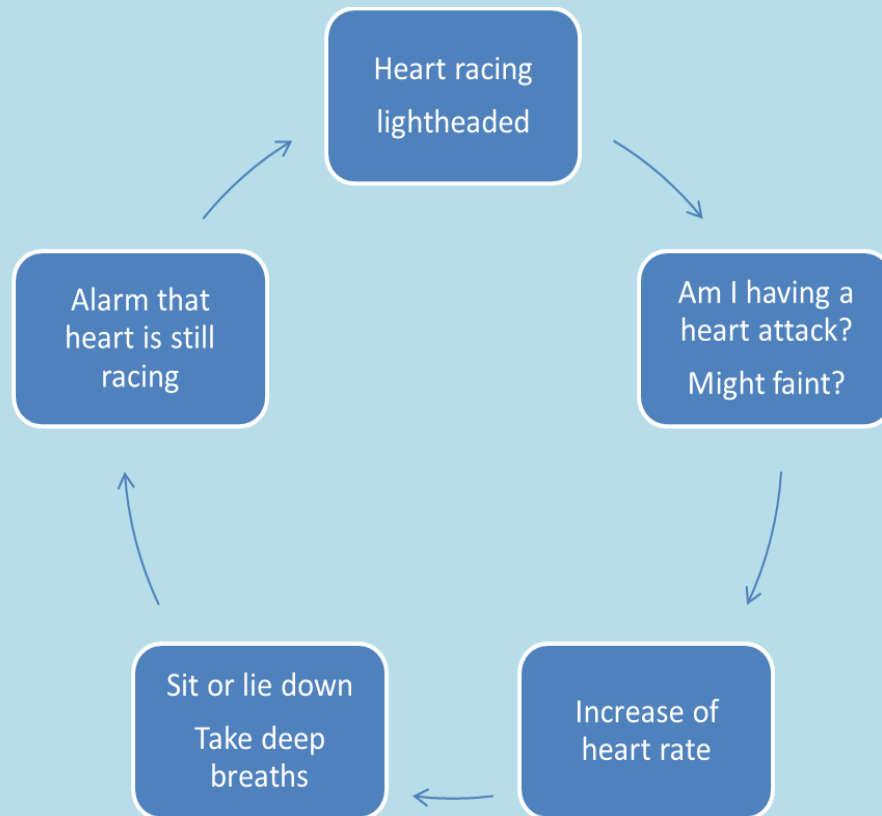 Heart racing
lightheaded
Am I having a
heart attack?
Might faint?
Increase of
heart rate
Sit or lie down
Take deep
breaths
Alarm that
heart is still
racing